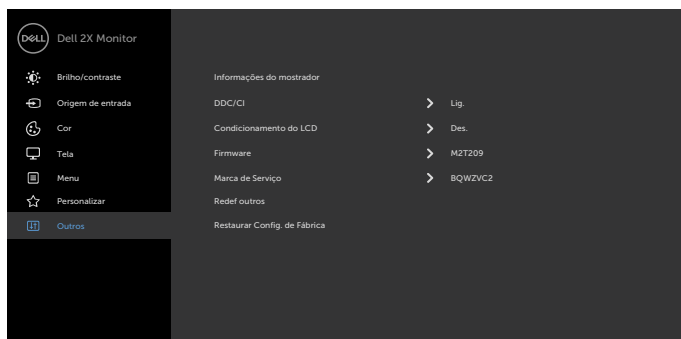 DELL Dell 2X Monitor
Brilho/contraste
Informações do mostrador
Origem de entrada
DDC/CI Lig.
Cor
Condicionamento do LCD Des.
Tela
Firmware M2T209
Menu
Marca de Serviço BQWZVC2
Personalizar
Redef outros
Outros
Restaurar Config. de Fábrica